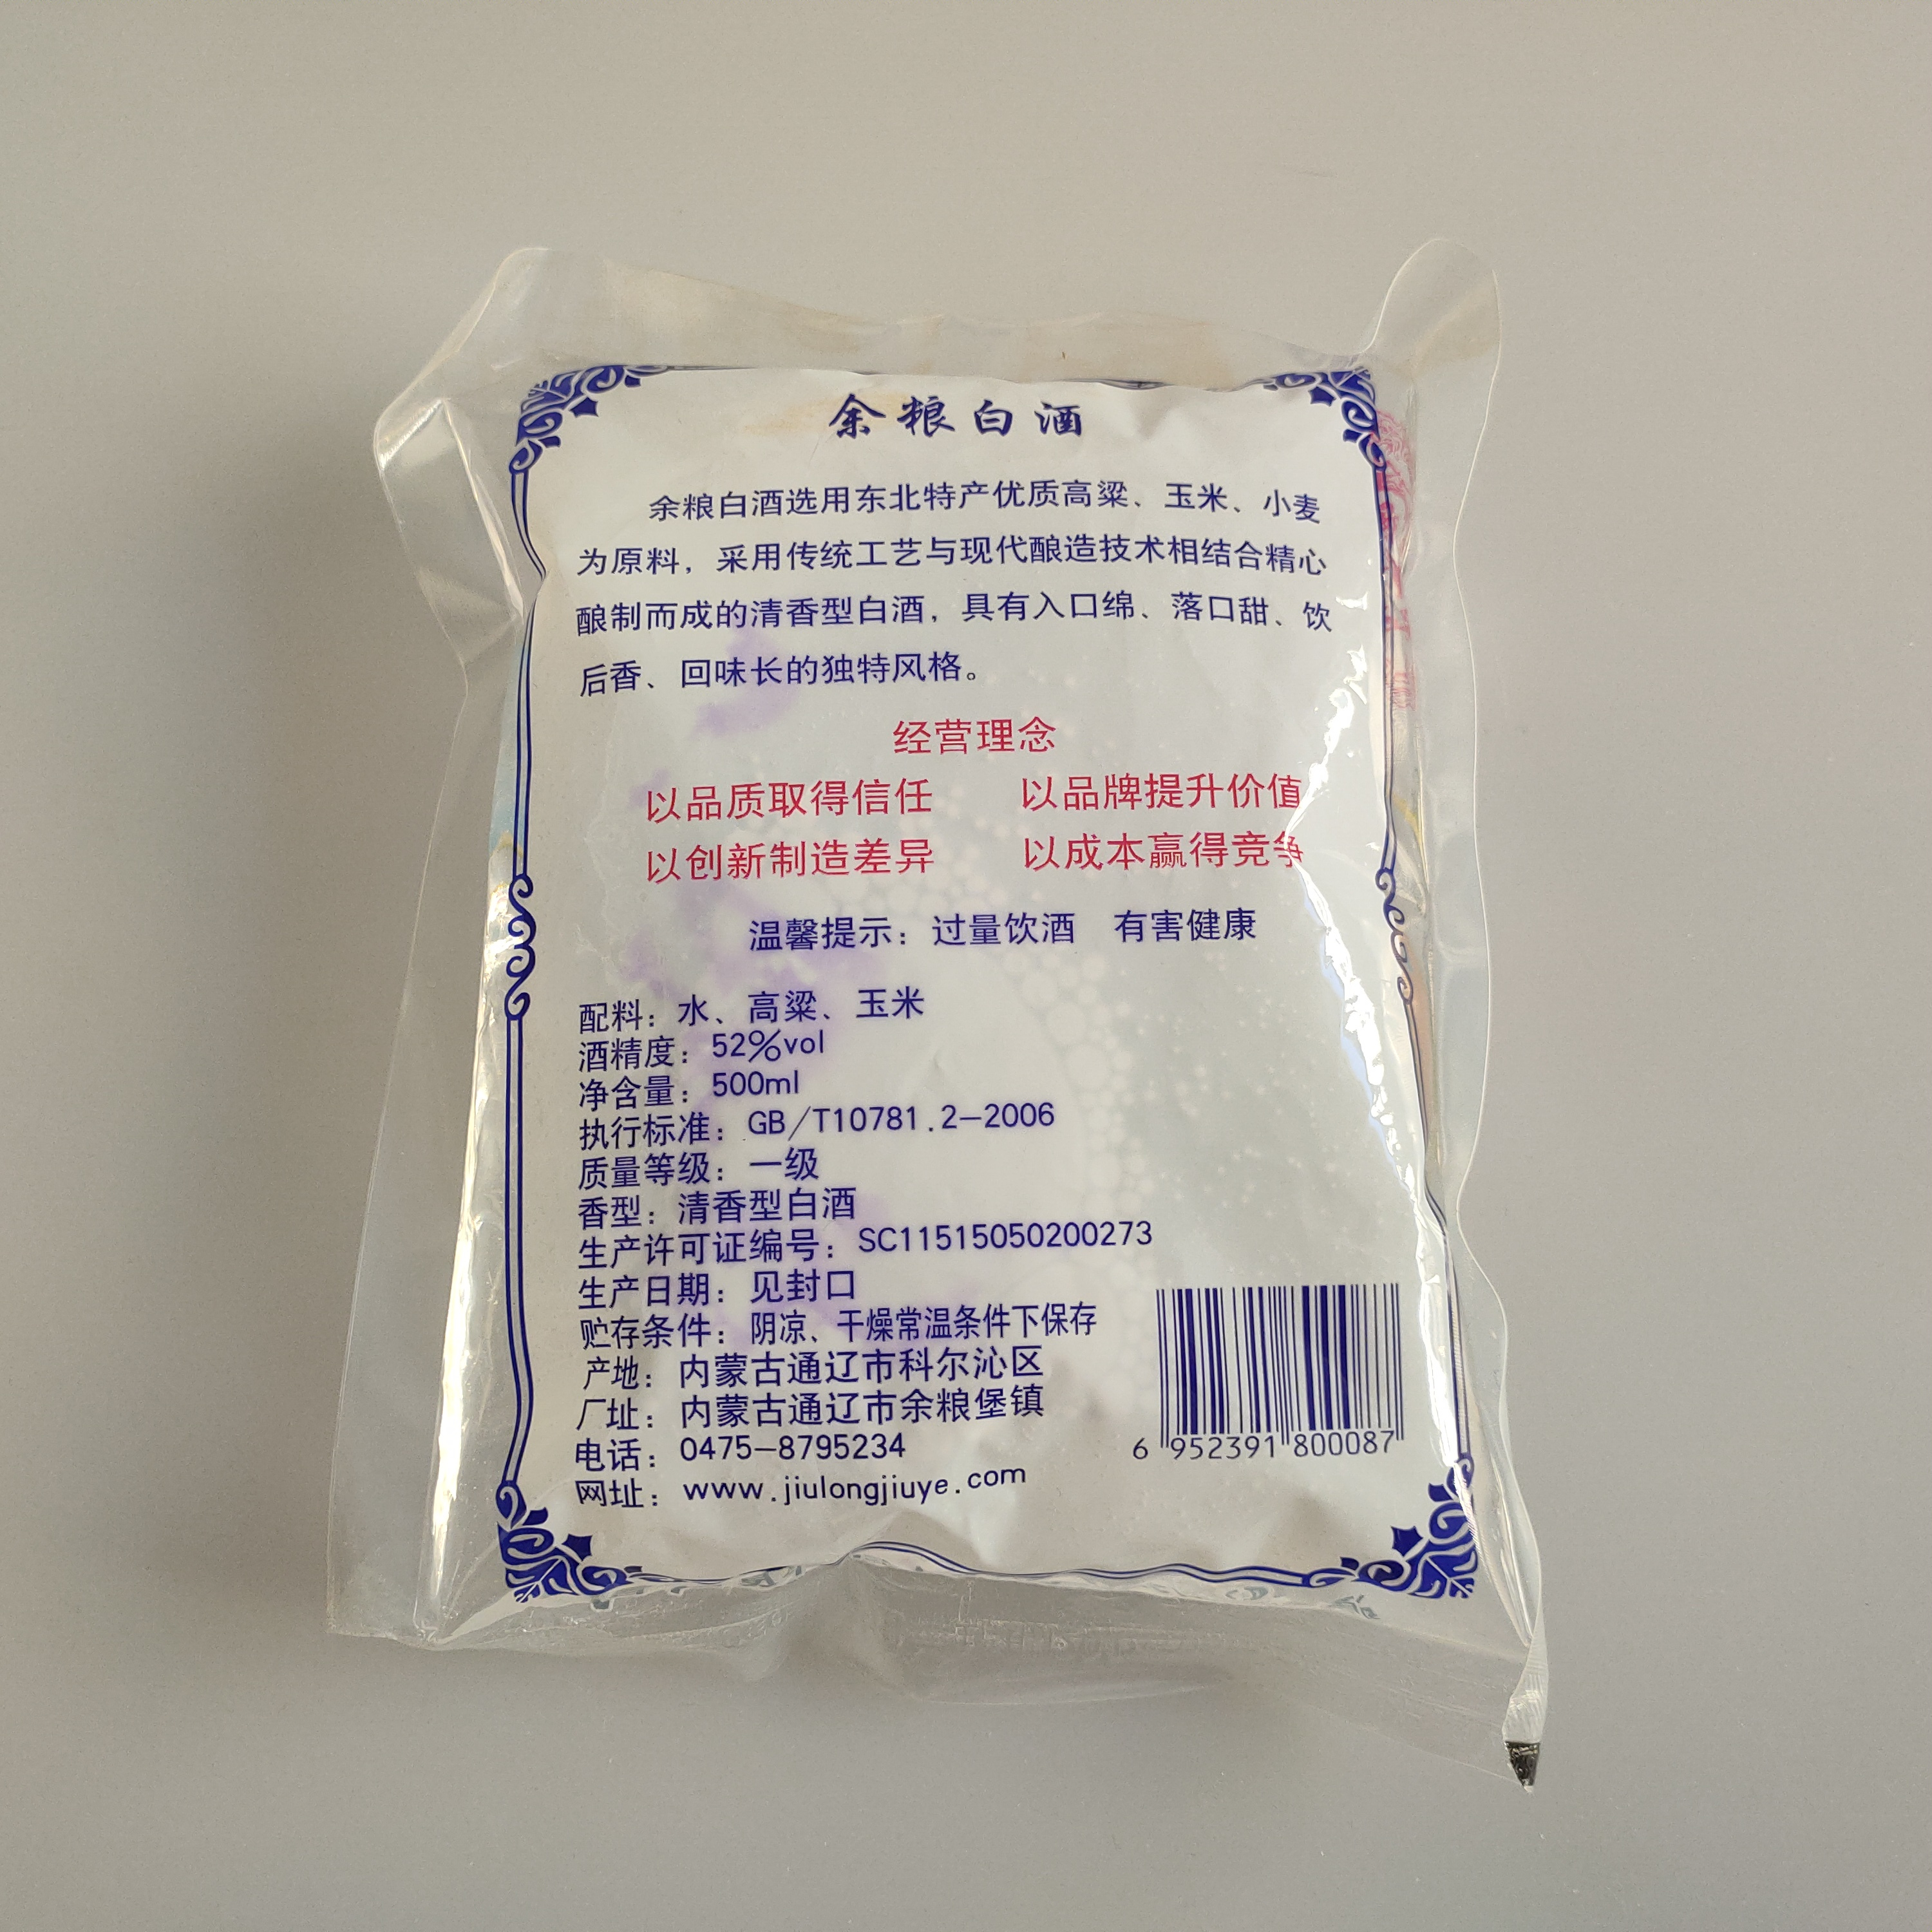 余粮白酒
余粮白酒选用东北特产优质高粱、玉米、小麦
为原料，采用传统工艺与现代酿造技术相结合精心
酿制而成的清香型白酒，具有入口绵、落口甜、饮
后香、回味长的独特风格。
经营理念
以品质取得信任 以品牌提升价值
以创新制造差异 以成本赢得竞争
温馨提示：过量饮酒 有害健康
配料：水、高粱、玉米
酒精度：52%vol
净含量：500ml
执行标准：GB/T10781.2-2006
质量等级：一级
香型：清香型白酒
生产许可证编号：SC11515050200273
生产日期：见封口
贮存条件：阴凉、干燥常温条件下保存
产地：内蒙古通辽市科尔沁区
厂址：内蒙古通辽市余粮堡镇
电话：0475-8795234
网址：www.jiulongjiuye.com
6 952391 800087